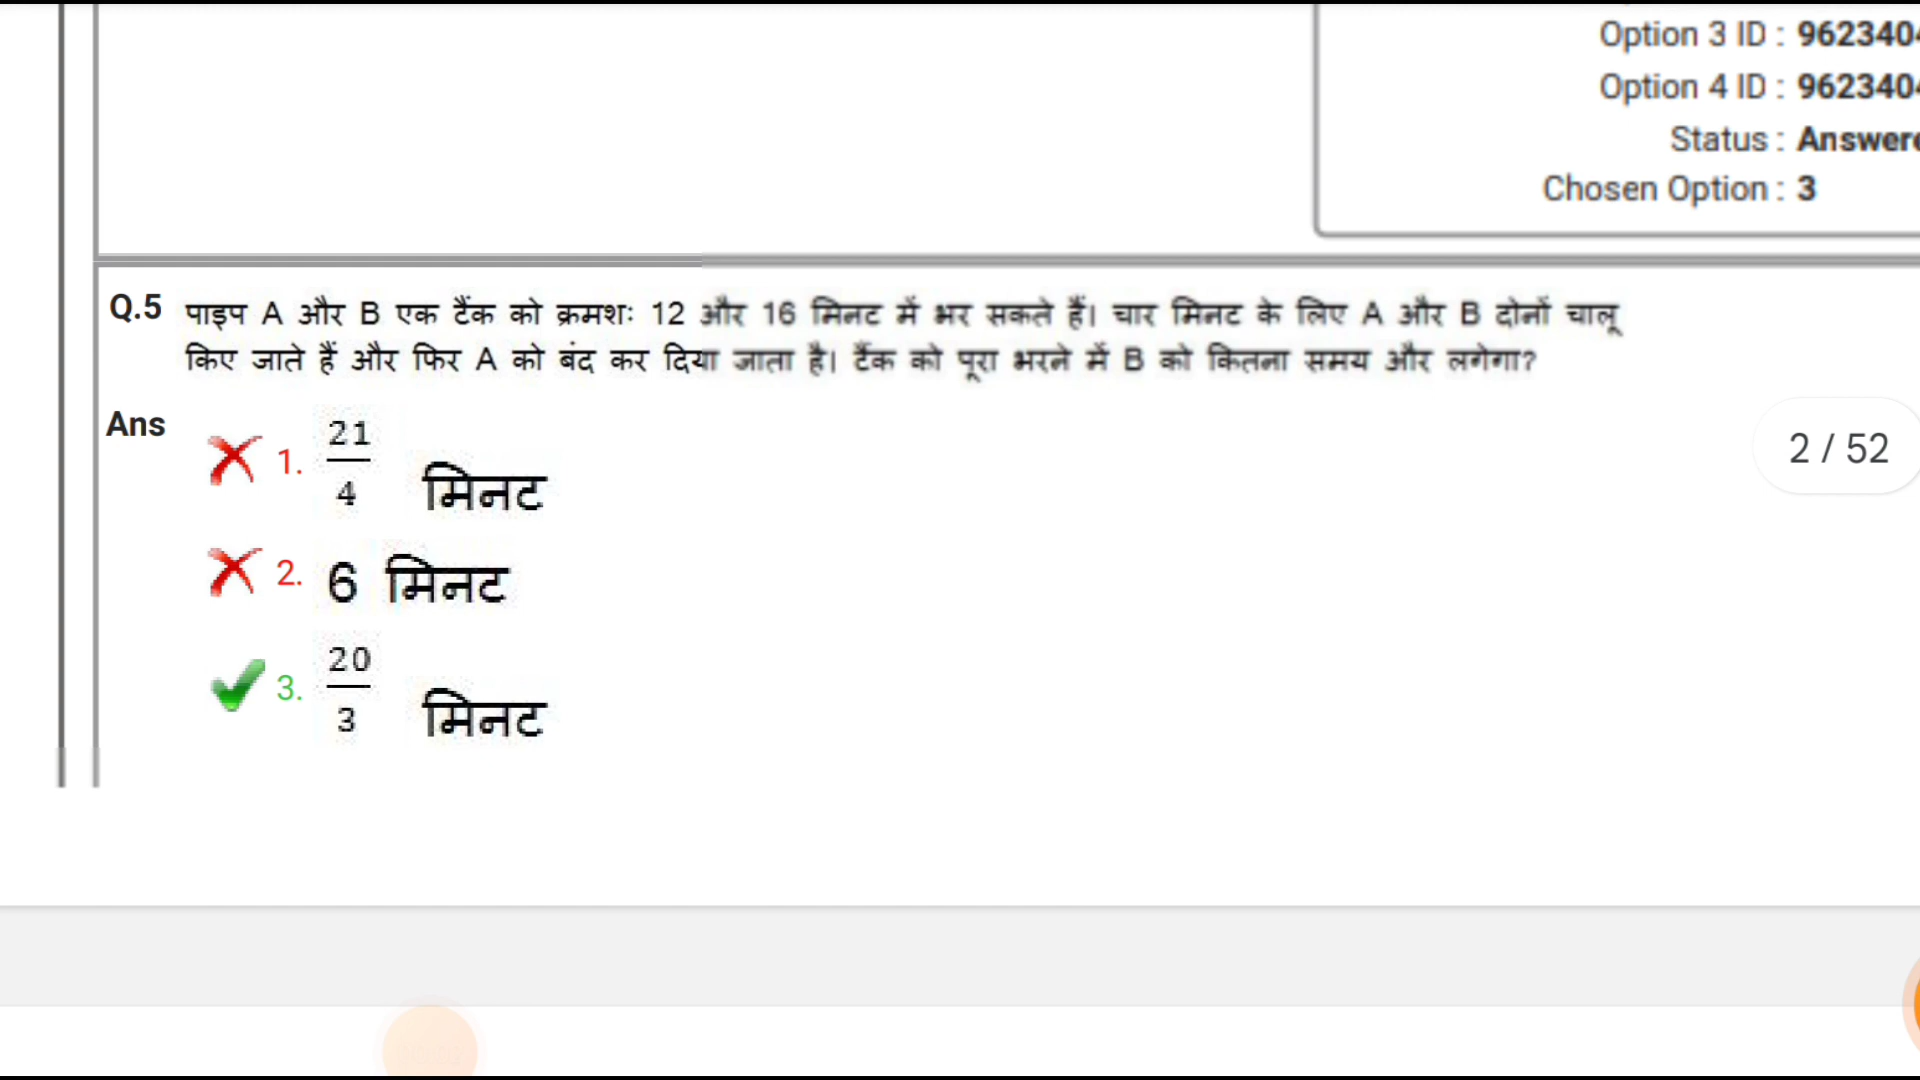 Option 3 ID : 962340
Option 4 ID : 962340
Status : Answer
Chosen Option : 3
Q.5 पाइप A और B एक टैंक को क्रमशः 12 और 16 मिनट में भर सकते हैं। चार मिनट के लिए A और B दोनों चालू
किए जाते हैं और फिर A को बंद कर दिया जाता है। टैंक को पूरा भरने में B को कितना समय और लगेगा?
Ans
1. 21/4 मिनट
2. 6 मिनट
2 / 52
3. 20/3 मिनट